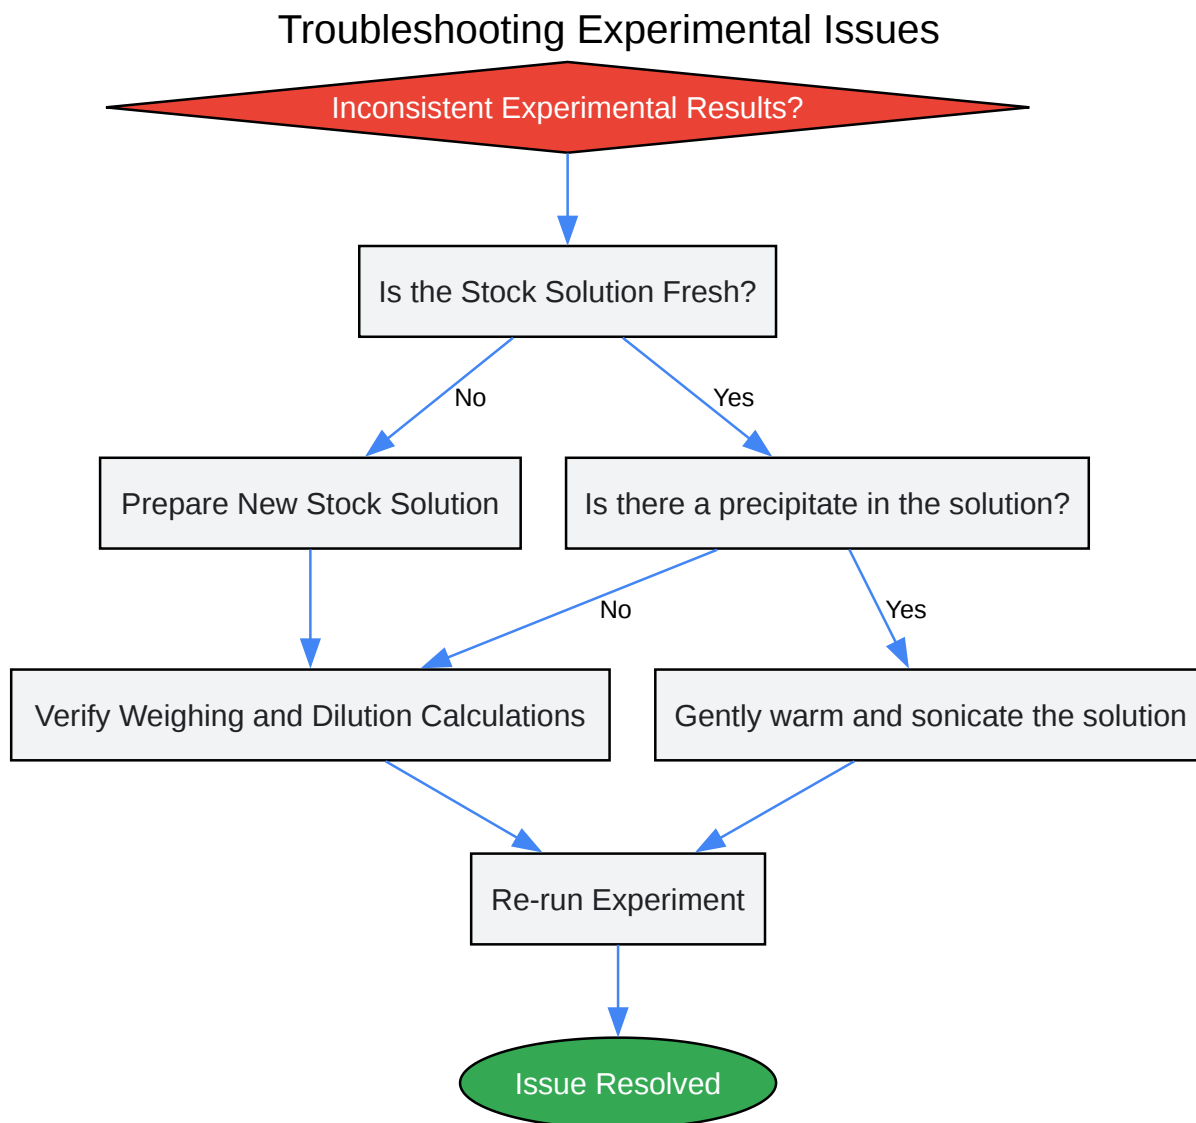 Troubleshooting Experimental Issues
Inconsistent Experimental Results?
Is the Stock Solution Fresh?
No
Yes
Prepare New Stock Solution
Is there a precipitate in the solution?
No
Yes
Verify Weighing and Dilution Calculations
Gently warm and sonicate the solution
Re-run Experiment
Issue Resolved